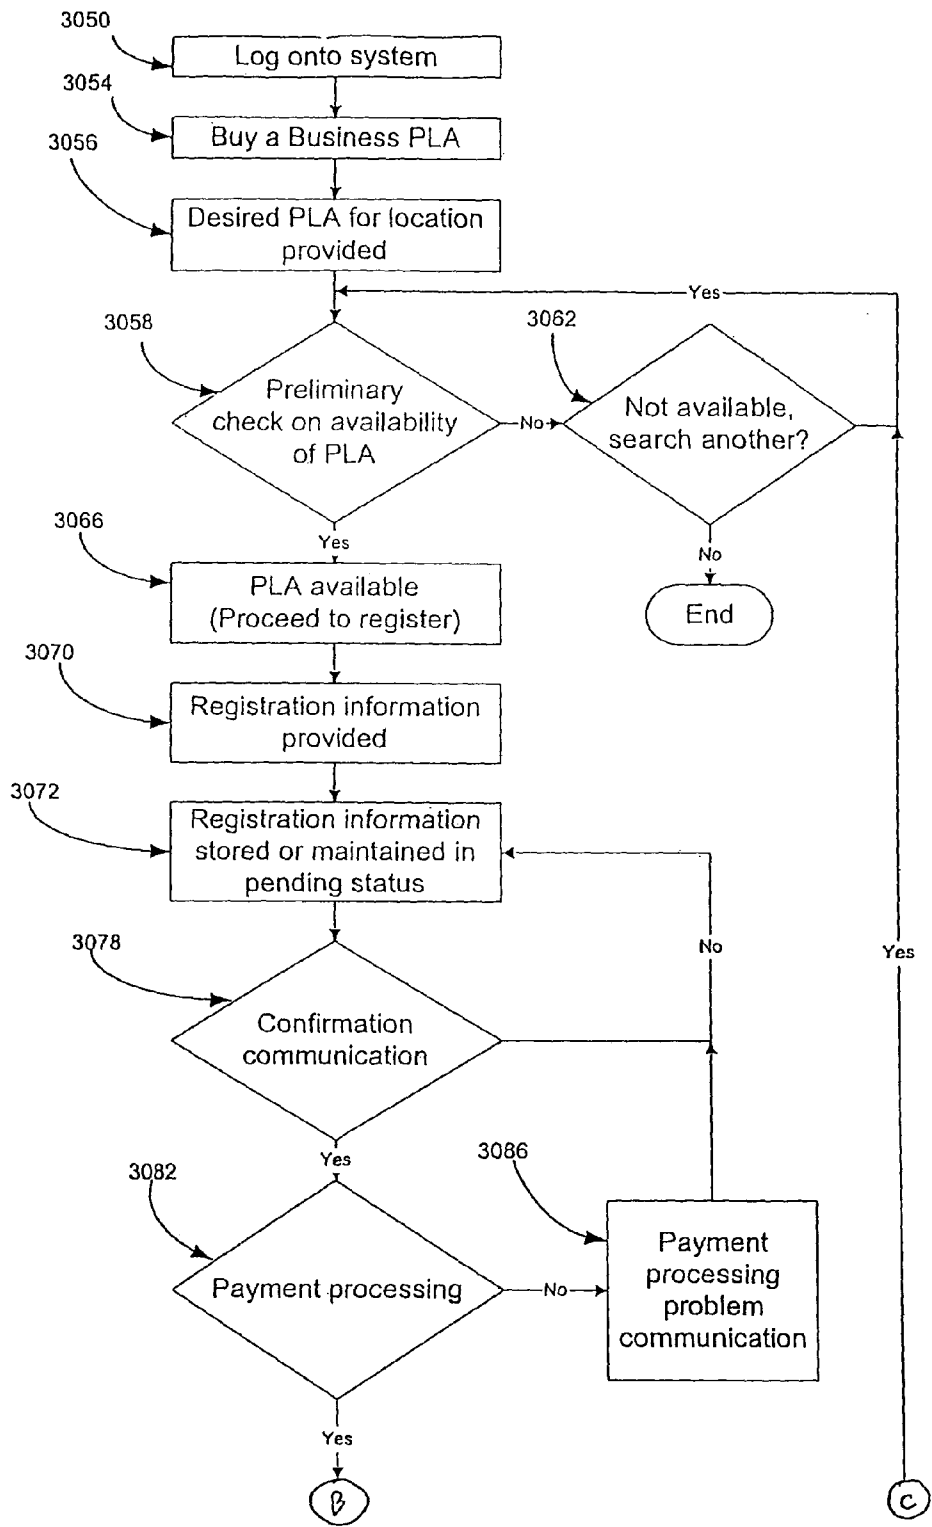 3050
Log onto system
3054
Buy a Business PLA
3056
Desired PLA for location
provided
Yes
3058
3062
Preliminary
check on availability
of PLA
No
Not available,
search another?
3066
Yes
No
PLA available
(Proceed to register)
End
3070
Registration information
provided
3072
Registration information
stored or maintained in
pending status
3078
No
Yes
Confirmation
communication
Yes
3082
3086
Payment processing
No
Payment
processing
problem
communication
Yes
B
C